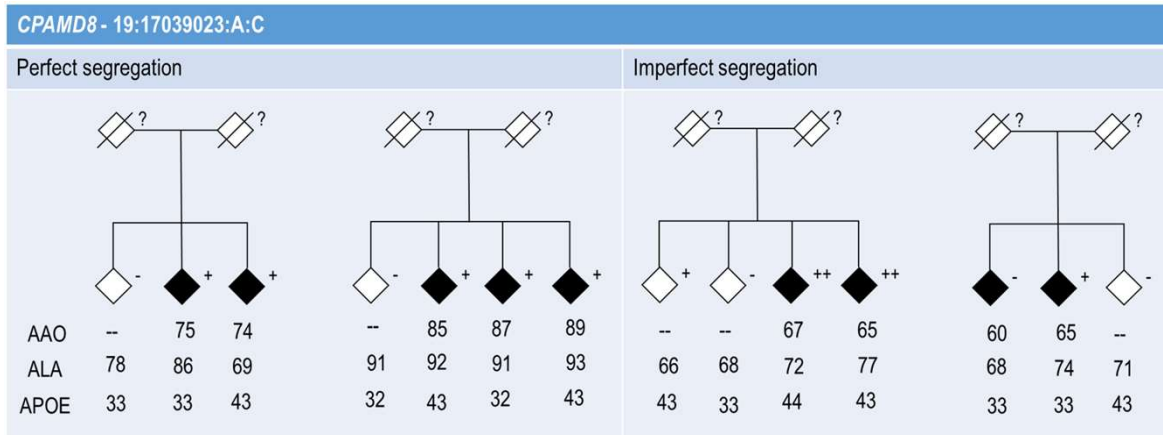 CPAMD8 - 19:17039023:A:C
Perfect segregation Imperfect segregation
? ? ? ? ? ? ? ?
- + + - + + + + - ++ ++ - + -
AAO -- 75 74 -- 85 87 89 -- -- 67 65 60 65 --
ALA 78 86 69 91 92 91 93 66 68 72 77 68 74 71
APOE 33 33 43 32 43 32 43 43 33 44 43 33 33 43